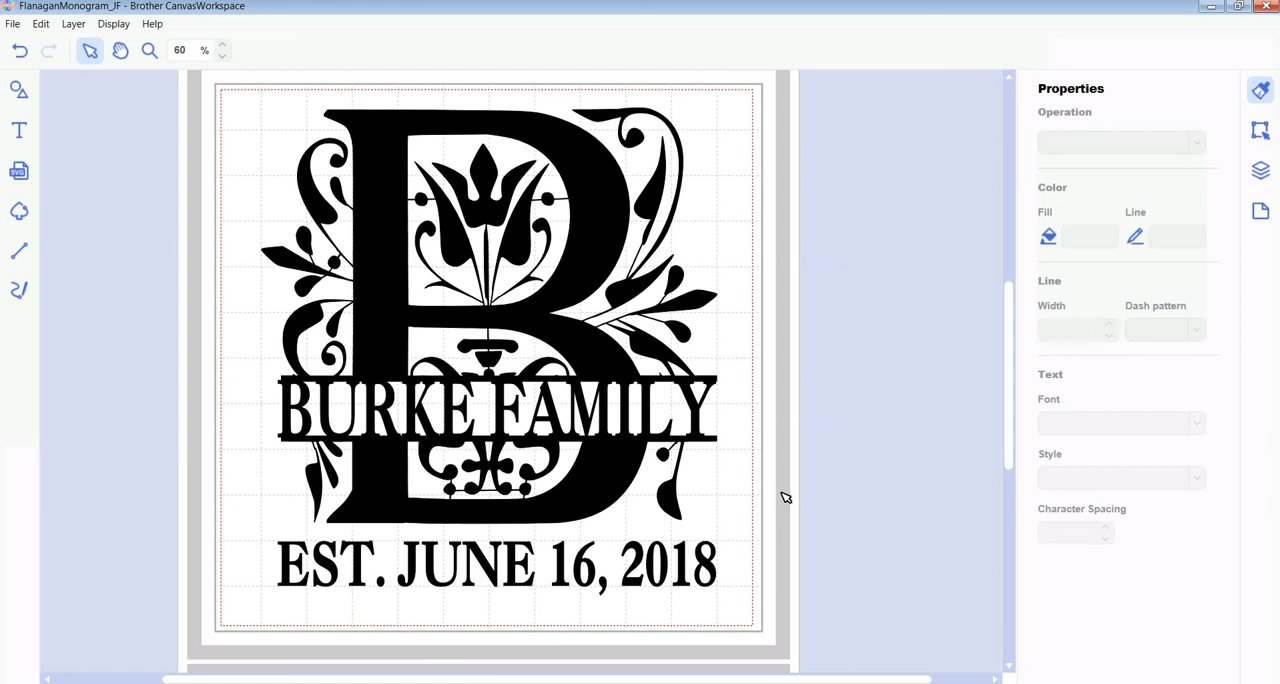 FlanaganMonogram_JF - Brother CanvasWorkspace
File Edit Layer Display Help
60 %
SVG
B
BURKE FAMILY
EST. JUNE 16, 2018
Properties
Operation
Color
Fill Line
Line
Width Dash pattern
Text
Font
Style
Character Spacing